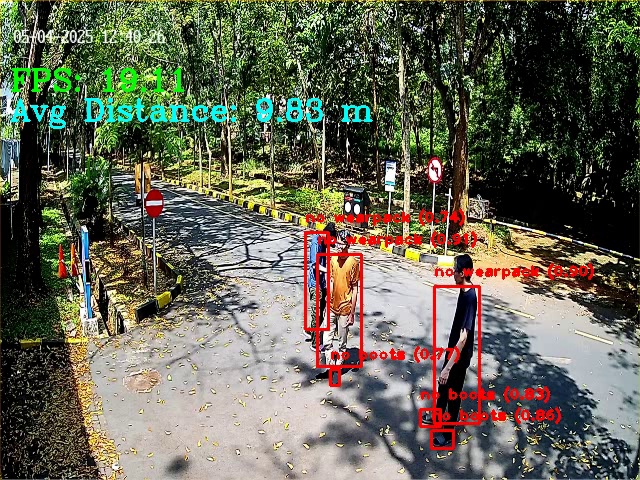 05-04-2025 12:40:26
FPS: 19.11
Avg Distance: 9.83 m
no wearpack (0.74)
no wearpack (0.91)
no wearpack (0.90)
no boots (0.77)
no boots (0.83)
no boots (0.86)